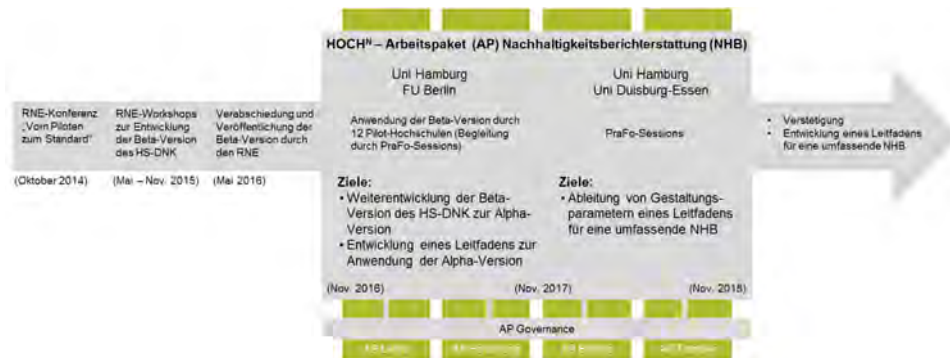 HOCHᴺ – Arbeitspaket (AP) Nachhaltigkeitsberichterstattung (NHB)
RNE-Konferenz
„Vom Piloten
zum Standard“
(Oktober 2014)
RNE-Workshops
zur Entwicklung
der Beta-Version
des HS-DNK
(Mai – Nov. 2015)
Verabschiedung und
Veröffentichung der
Beta-Version durch
den RNE
(Mai 2016)
Uni Hamburg
FU Berlin
Anwendung der Beta-Version durch
12 Pilot-Hochschulen (Begleitung
durch PraFo-Sessions)
Ziele:
• Weiterentwicklung der Beta-
Version des HS-DNK zur Alpha-
Version
• Entwicklung eines Leitfadens zur
Anwendung der Alpha-Version
Uni Hamburg
Uni Duisburg-Essen
PraFo-Sessions
Ziele:
• Ableitung von Gestaltungs-
parametern eines Leitfadens
für eine umfassende NHB
(Nov. 2016)
(Nov. 2017)
(Nov. 2018)
• Verstetigung
• Entwicklung eines Leitfadens
für eine umfassende NHB
AP Governance